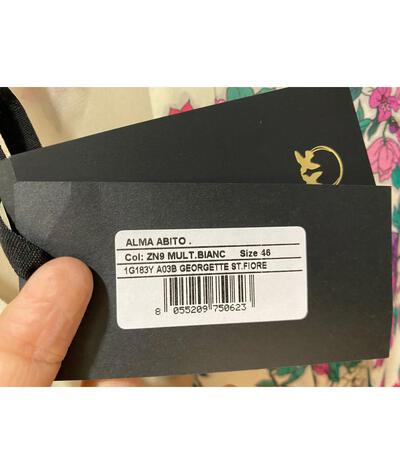 ALMA ABITO .
Col: ZN9 MULT.BIANC Size 46
1G183Y A03B GEORGETTE ST.FIORE
8 055209 750623